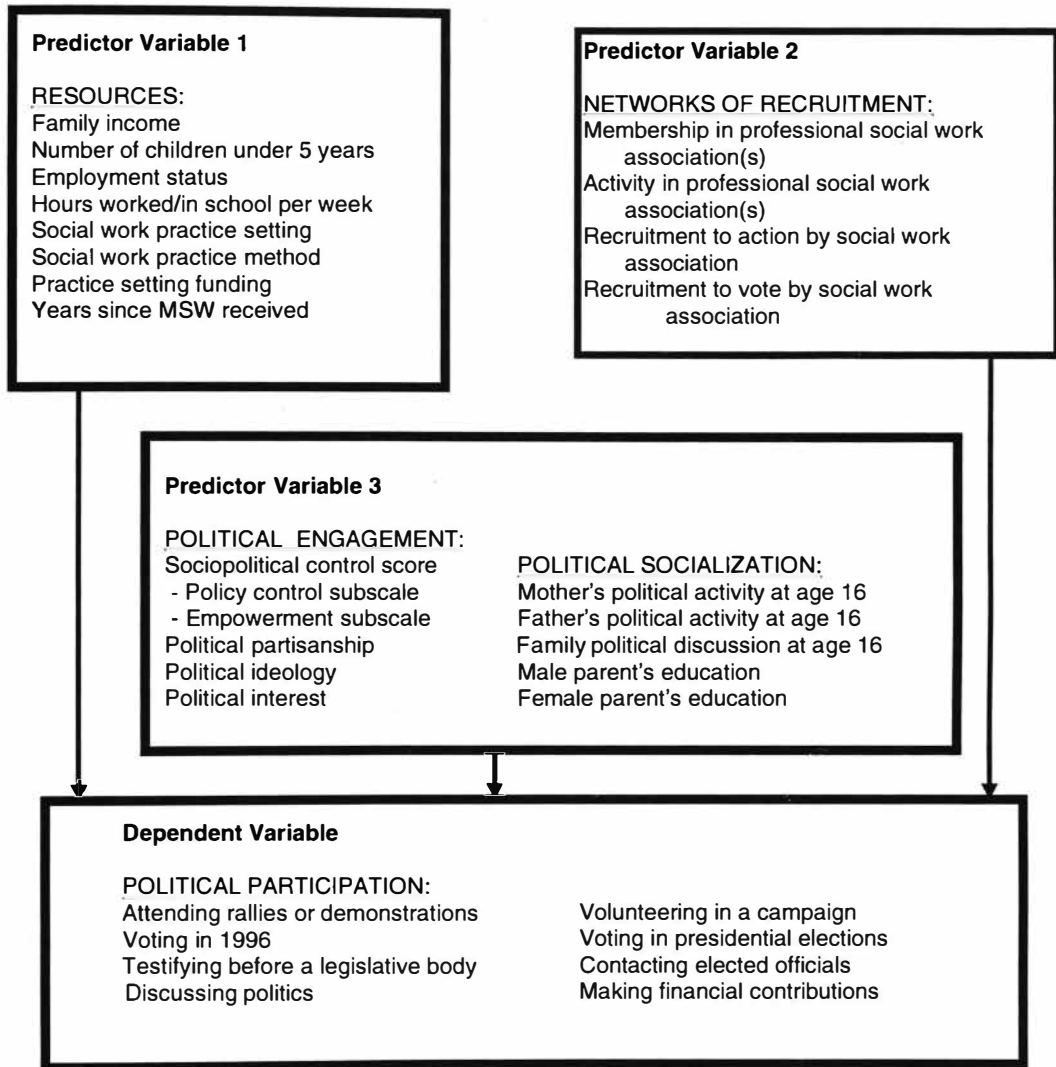 Predictor Variable 1
RESOURCES:
Family income
Number of children under 5 years
Employment status
Hours worked/in school per week
Social work practice setting
Social work practice method
Practice setting funding
Years since MSW received
Predictor Variable 2
NETWORKS OF RECRUITMENT:
Membership in professional social work
association(s)
Activity in professional social work
association(s)
Recruitment to action by social work
association
Recruitment to vote by social work
association
Predictor Variable 3
POLITICAL ENGAGEMENT:
Sociopolitical control score
- Policy control subscale
- Empowerment subscale
Political partisanship
Political ideology
Political interest
POLITICAL SOCIALIZATION:
Mother's political activity at age 16
Father's political activity at age 16
Family political discussion at age 16
Male parent's education
Female parent's education
Dependent Variable
POLITICAL PARTICIPATION:
Attending rallies or demonstrations
Voting in 1996
Testifying before a legislative body
Discussing politics
Volunteering in a campaign
Voting in presidential elections
Contacting elected officials
Making financial contributions